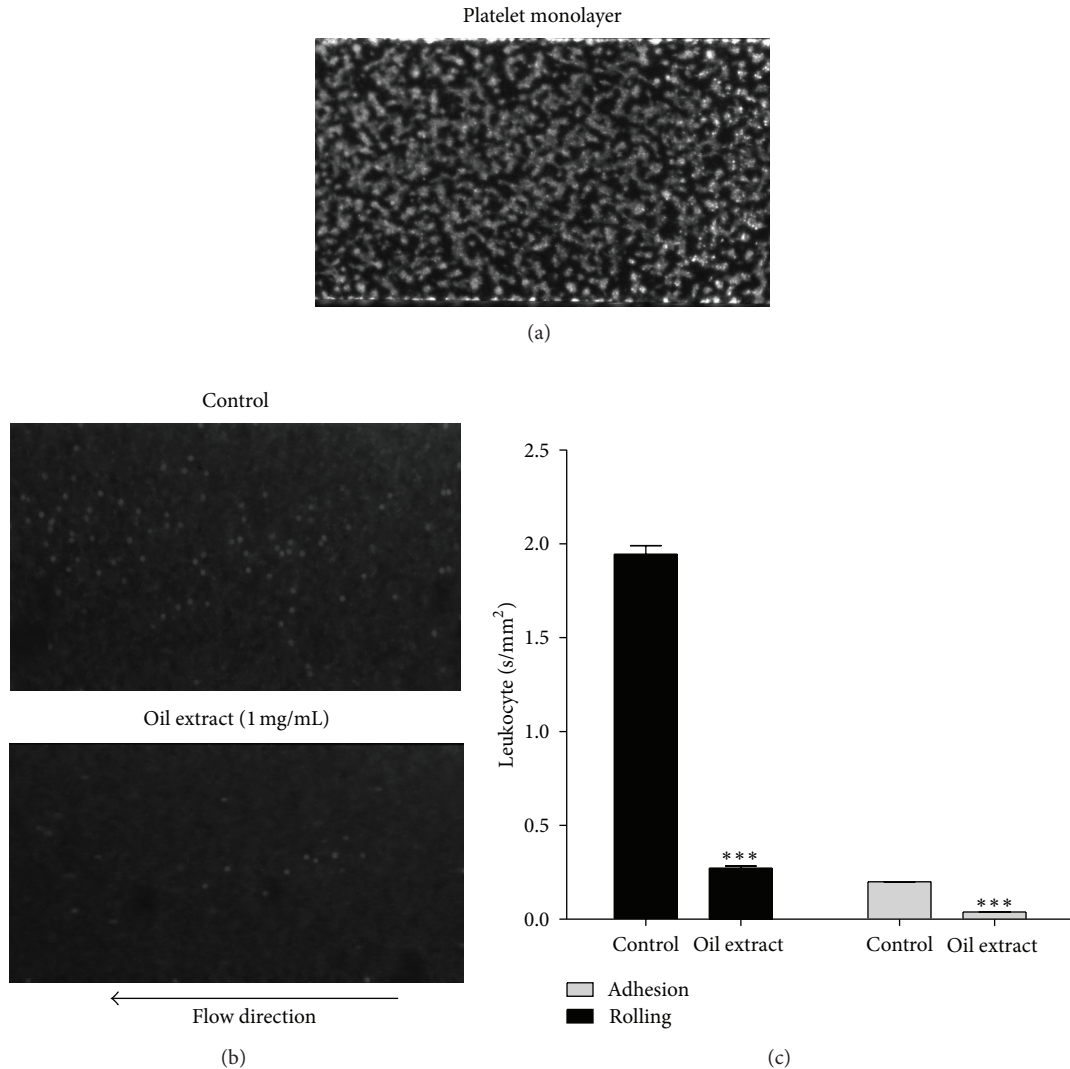 Platelet monolayer
(a)
Control
Oil extract (1 mg/mL)
Flow direction
(b)
Leukocyte (s/mm²)
2.5
2.0
1.5
1.0
0.5
0.0
***
***
Control
Oil extract
Control
Oil extract
Adhesion
Rolling
(c)